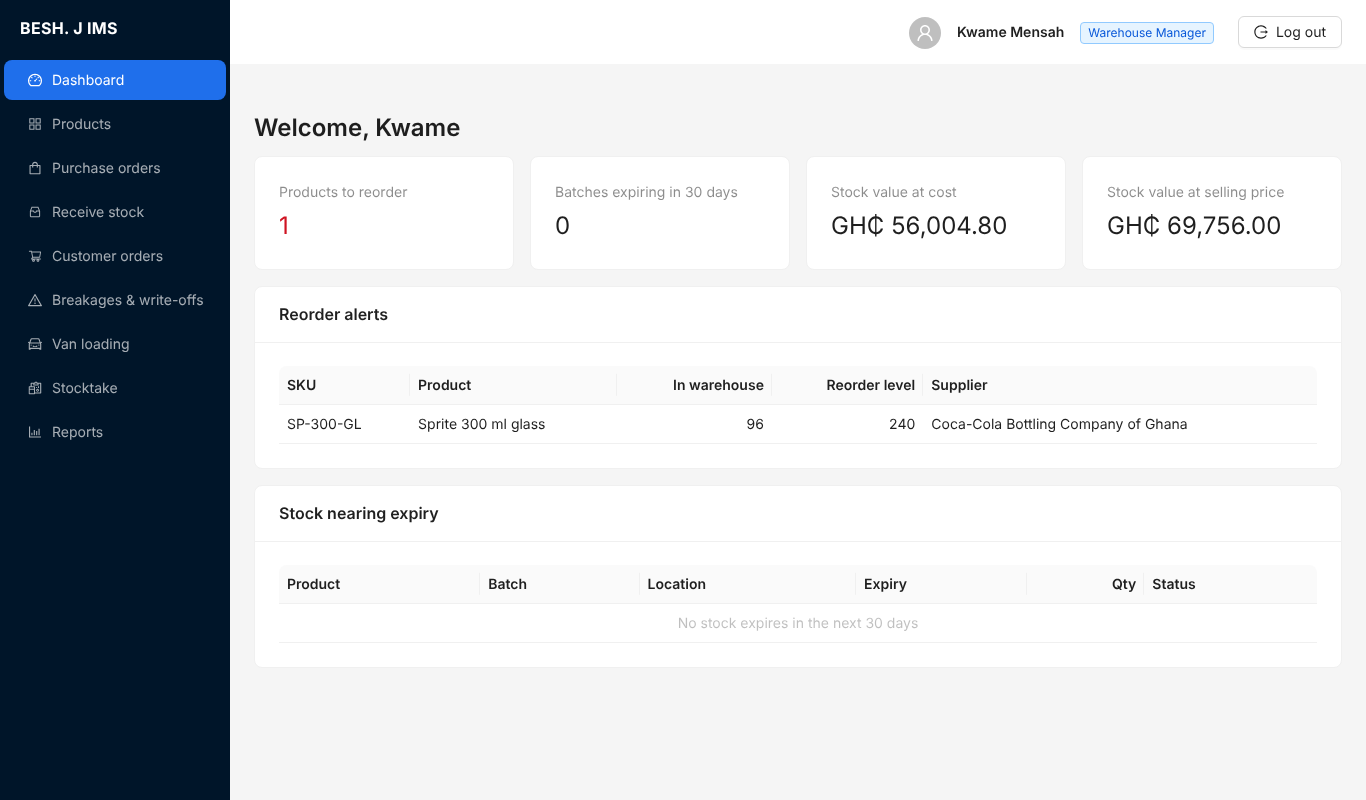 BESH. J IMS
Dashboard
Products
Purchase orders
Receive stock
Customer orders
Breakages & write-offs
Van loading
Stocktake
Reports
Kwame Mensah Warehouse Manager Log out
Welcome, Kwame
Products to reorder
1
Batches expiring in 30 days
0
Stock value at cost
GH₵ 56,004.80
Stock value at selling price
GH₵ 69,756.00
Reorder alerts
SKU Product In warehouse Reorder level Supplier
SP-300-GL Sprite 300 ml glass 96 240 Coca-Cola Bottling Company of Ghana
Stock nearing expiry
Product Batch Location Expiry Qty Status
No stock expires in the next 30 days